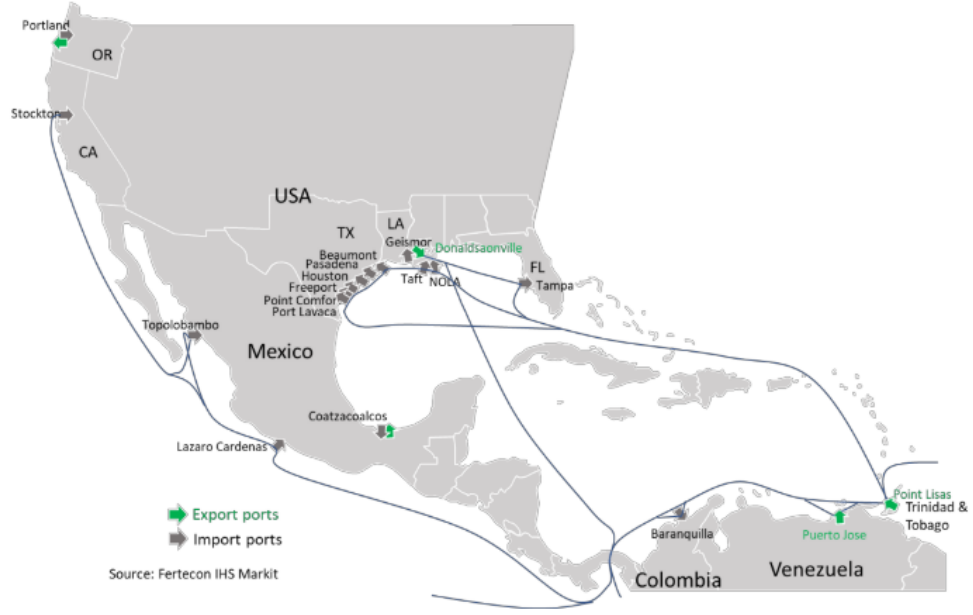 Portland
OR
Stockton
CA
USA
TX
LA
Geismor
Donaldsaonville
Beaumont
Pasadena
Houston
Freeport
Point Comfor
Port Lavaca
Taft
NOLA
FL
Tampa
Topolobambo
Mexico
Coatzacoalcos
Lazaro Cardenas
Export ports
Import ports
Source: Fertecon IHS Markit
Point Lisas
Trinidad &
Tobago
Baranquilla
Puerto Jose
Colombia
Venezuela